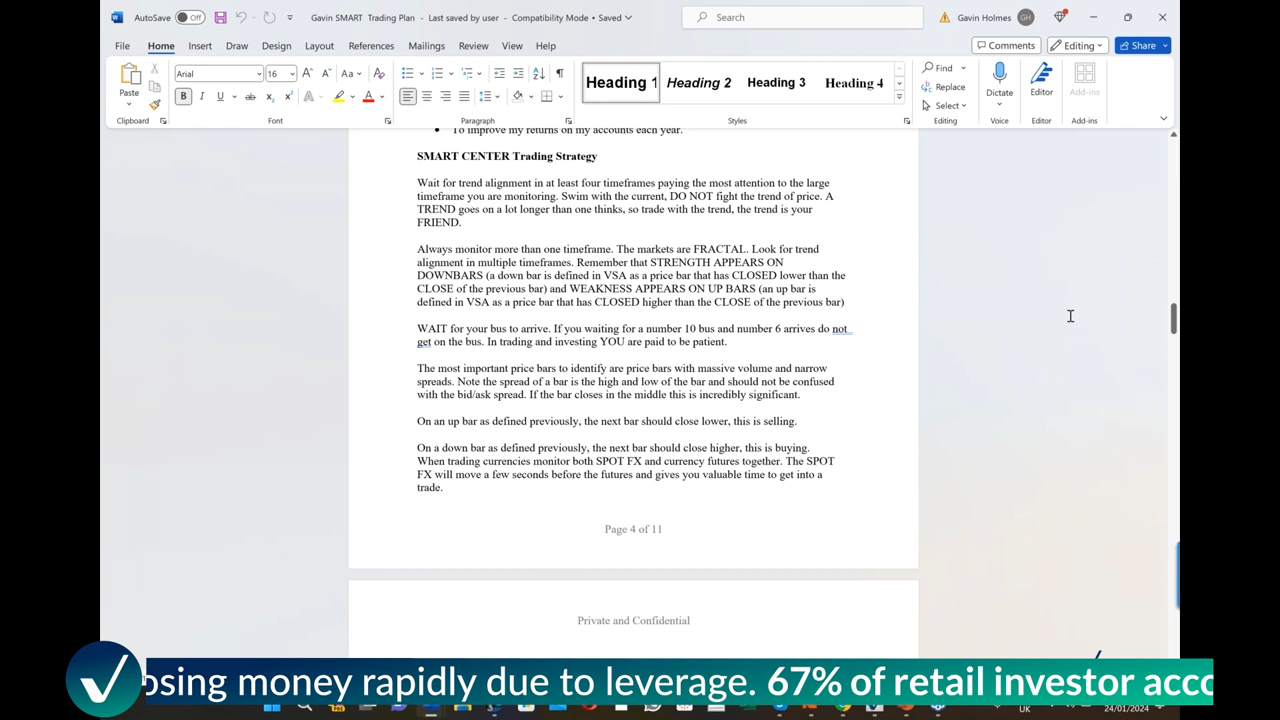 AutoSave Off Gavin SMART Trading Plan - Last saved by user - Compatibility Mode • Saved Search Gavin Holmes GH
File Home Insert Draw Design Layout References Mailings Review View Help Comments Editing Share
Arial 16 A A Aa Heading 1 Heading 2 Heading 3 Heading 4 Find
Paste B I U ab x₂ x² A A Replace Dictate Editor Add-ins
Select
Clipboard Font Paragraph Styles Editing Voice Editor Add-ins
• To improve my returns on my accounts each year.
SMART CENTER Trading Strategy
Wait for trend alignment in at least four timeframes paying the most attention to the large
timeframe you are monitoring. Swim with the current, DO NOT fight the trend of price. A
TREND goes on a lot longer than one thinks, so trade with the trend, the trend is your
FRIEND.
Always monitor more than one timeframe. The markets are FRACTAL. Look for trend
alignment in multiple timeframes. Remember that STRENGTH APPEARS ON
DOWNBARS (a down bar is defined in VSA as a price bar that has CLOSED lower than the
CLOSE of the previous bar) and WEAKNESS APPEARS ON UP BARS (an up bar is
defined in VSA as a price bar that has CLOSED higher than the CLOSE of the previous bar)
WAIT for your bus to arrive. If you waiting for a number 10 bus and number 6 arrives do not
get on the bus. In trading and investing YOU are paid to be patient.
The most important price bars to identify are price bars with massive volume and narrow
spreads. Note the spread of a bar is the high and low of the bar and should not be confused
with the bid/ask spread. If the bar closes in the middle this is incredibly significant.
On an up bar as defined previously, the next bar should close lower, this is selling.
On a down bar as defined previously, the next bar should close higher, this is buying.
When trading currencies monitor both SPOT FX and currency futures together. The SPOT
FX will move a few seconds before the futures and gives you valuable time to get into a
trade.
Page 4 of 11
Private and Confidential
osing money rapidly due to leverage. 67% of retail investor acco
UK 24/01/2024